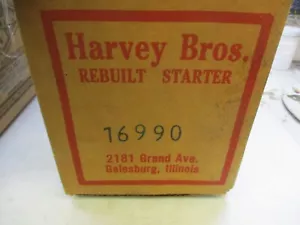 Harvey Bros.
REBUILT STARTER
16990
2181 Grand Ave.
Galesburg, Illinois